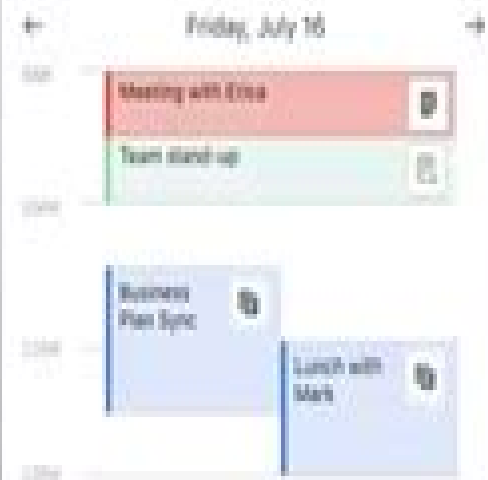 Friday, July 16
Meeting with Erica
Team stand-up
Business
Plan Sync
Lunch with
Mark